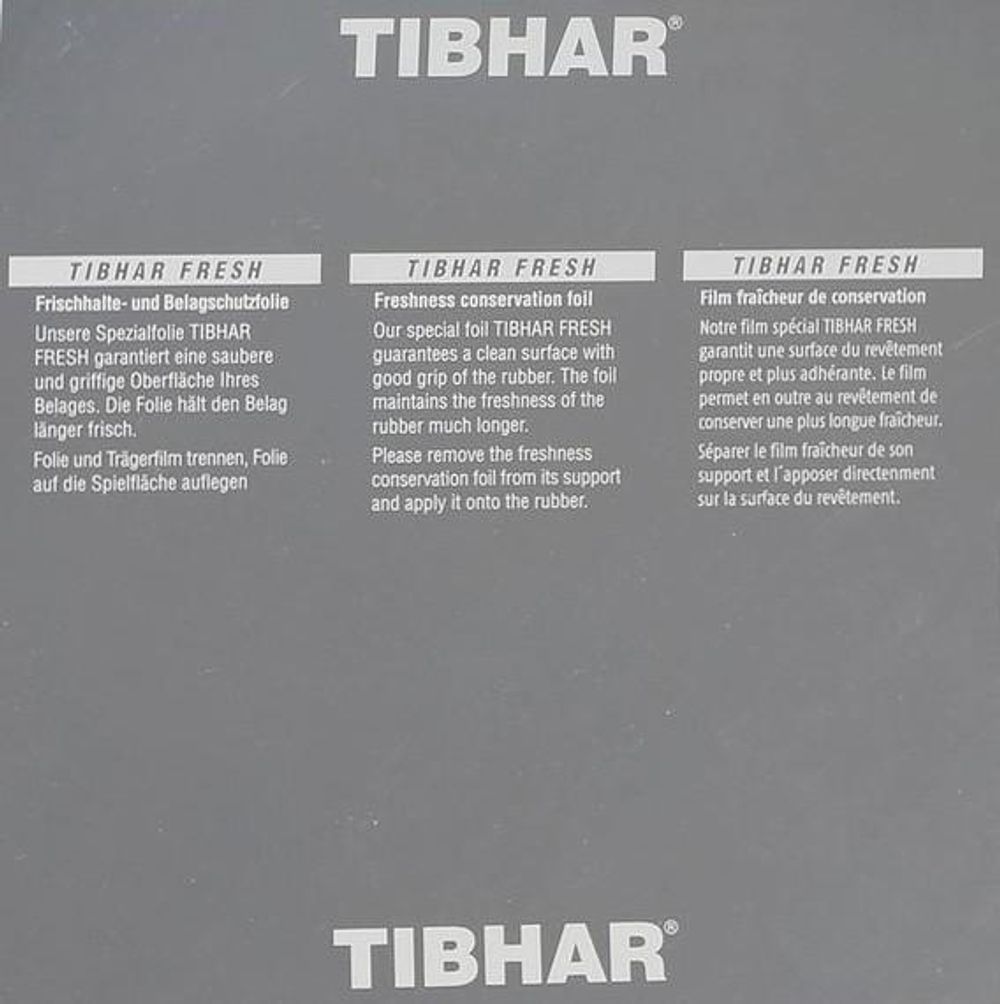 TIBHAR®
TIBHAR FRESH
Frischhalte- und Belagschutzfolie
Unsere Spezialfolie TIBHAR
FRESH garantiert eine saubere
und griffige Oberfläche Ihres
Belages. Die Folie hält den Belag
länger frisch.
Folie und Trägerfilm trennen, Folie
auf die Spielfläche auflegen
TIBHAR FRESH
Freshness conservation foil
Our special foil TIBHAR FRESH
guarantees a clean surface with
good grip of the rubber. The foil
maintains the freshness of the
rubber much longer.
Please remove the freshness
conservation foil from its support
and apply it onto the rubber.
TIBHAR FRESH
Film fraîcheur de conservation
Notre film spécial TIBHAR FRESH
garantit une surface du revêtement
propre et plus adhérante. Le film
permet en outre au revêtement de
conserver une plus longue fraîcheur.
Séparer le film fraîcheur de son
support et l´apposer directenment
sur la surface du revêtement.
TIBHAR®